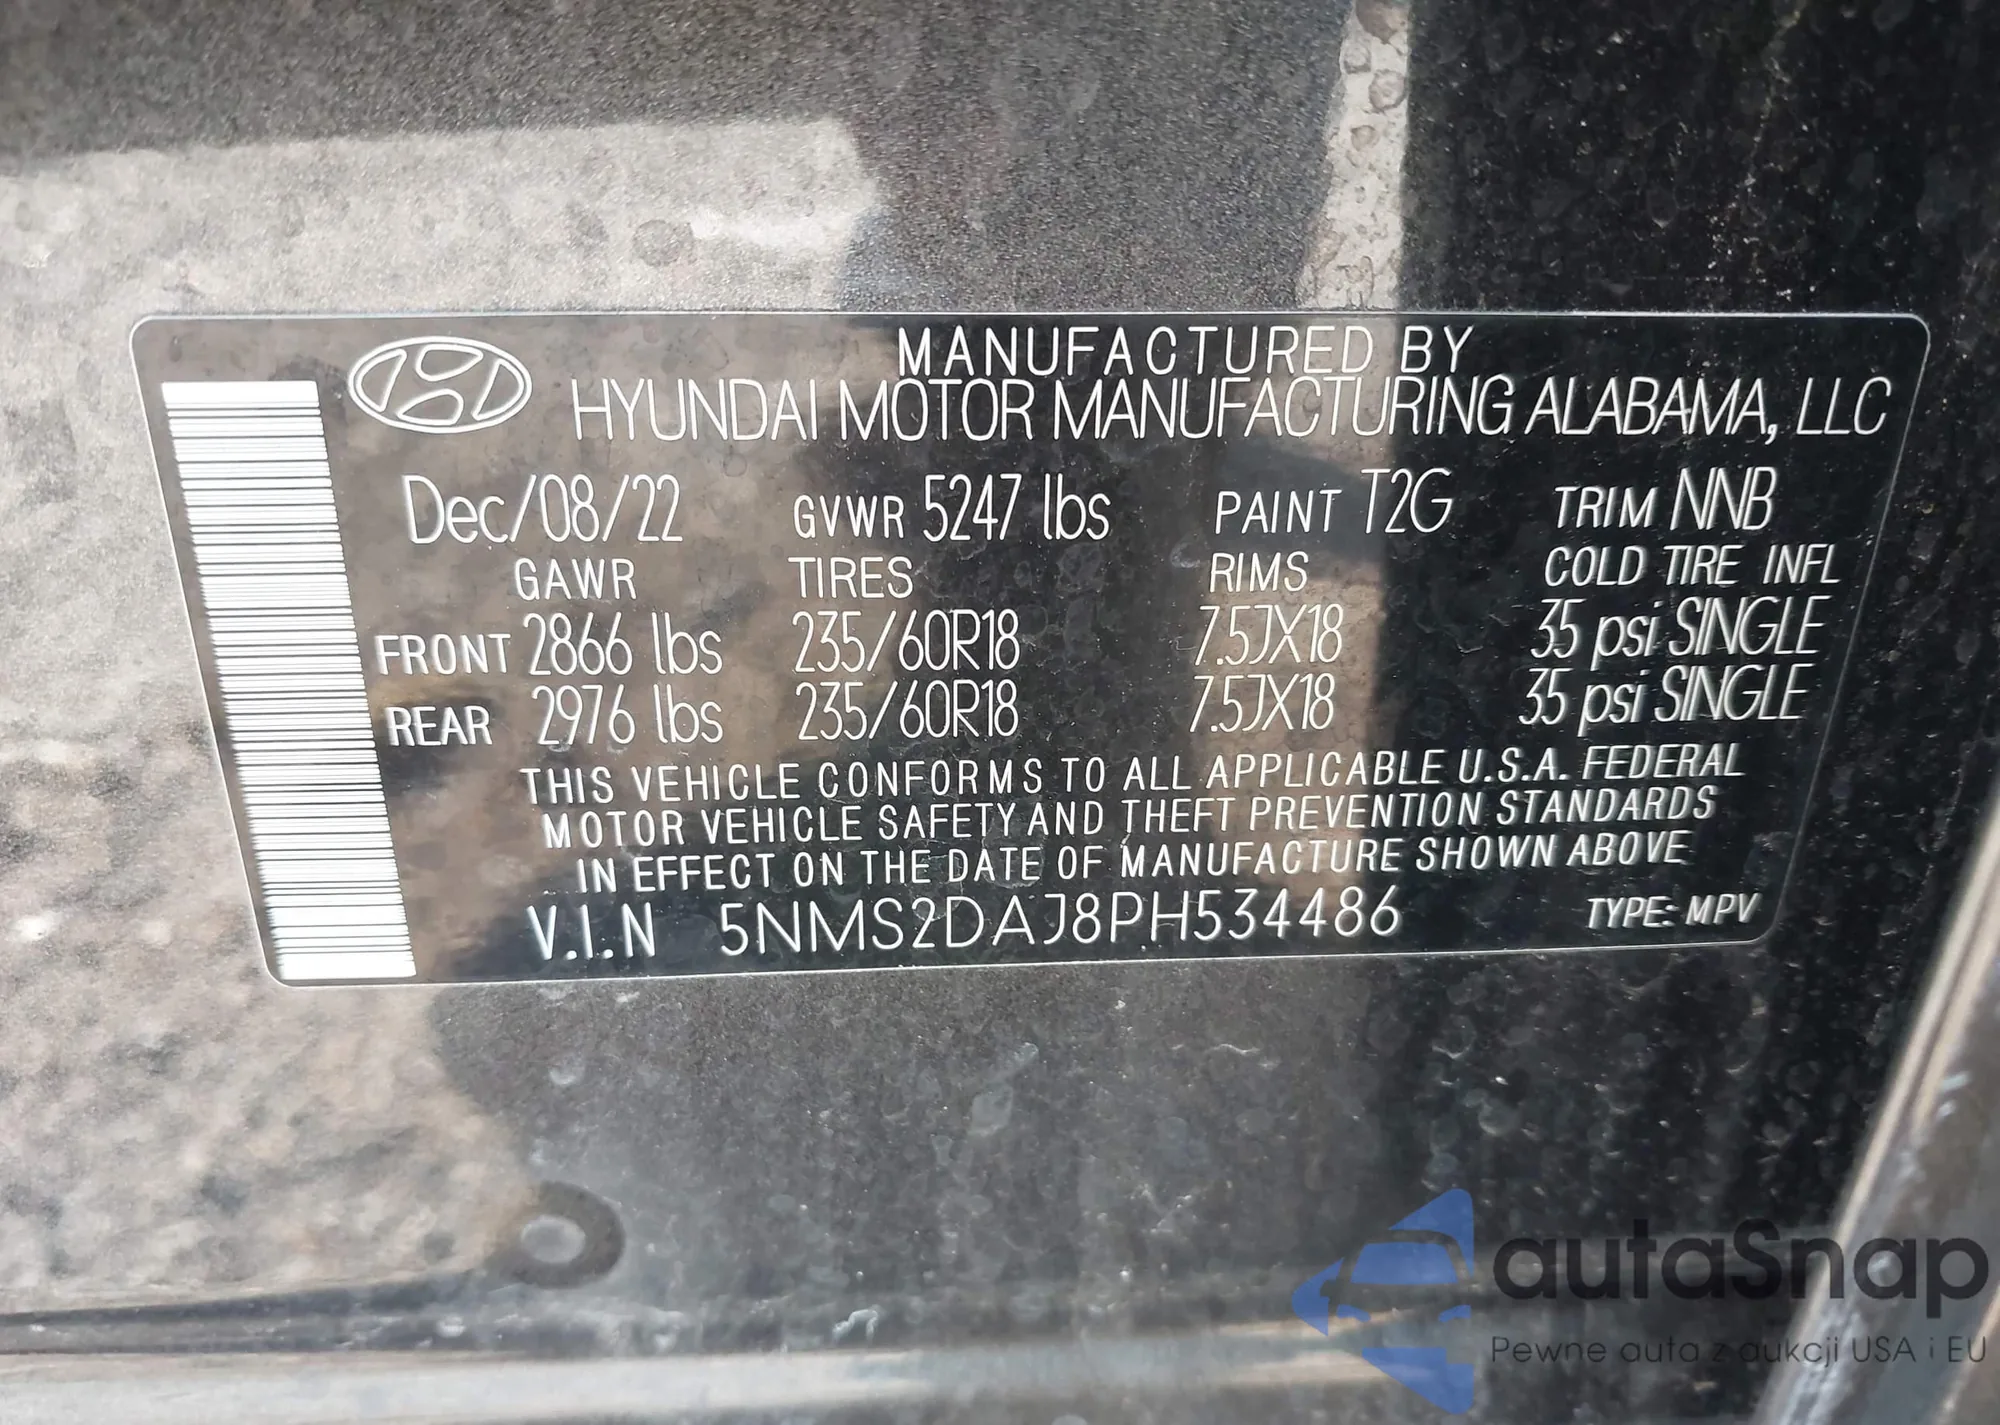 MANUFACTURED BY
HYUNDAI MOTOR MANUFACTURING ALABAMA, LLC
Dec/08/22 GVWR 5247 lbs PAINT T2G TRIM NNB
GAWR TIRES RIMS COLD TIRE INFL
FRONT 2866 lbs 235/60R18 7.5JX18 35 psi SINGLE
REAR 2976 lbs 235/60R18 7.5JX18 35 psi SINGLE
THIS VEHICLE CONFORMS TO ALL APPLICABLE U.S.A. FEDERAL
MOTOR VEHICLE SAFETY AND THEFT PREVENTION STANDARDS
IN EFFECT ON THE DATE OF MANUFACTURE SHOWN ABOVE
V.I.N 5NMS2DAJ8PH534486 TYPE: MPV
autaSnap
Pewne auta z aukcji USA i EU